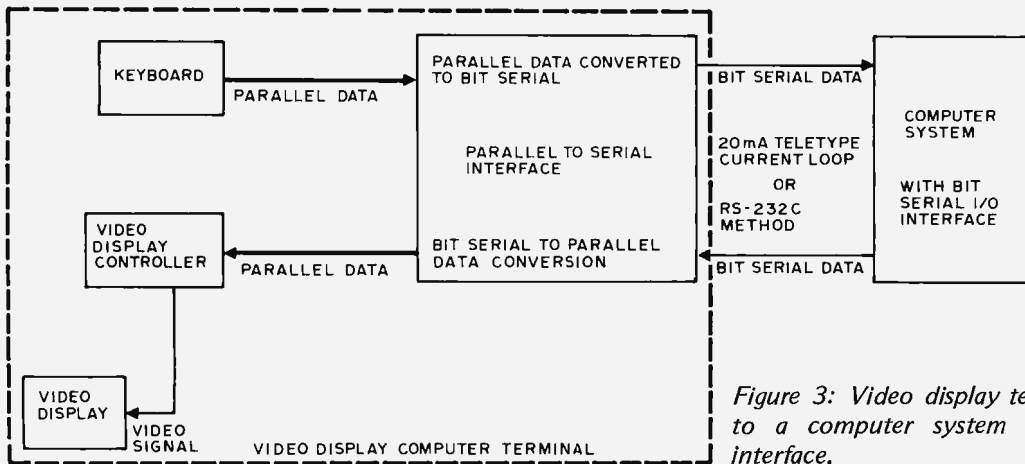 KEYBOARD
PARALLEL DATA
PARALLEL DATA CONVERTED
TO BIT SERIAL
PARALLEL TO SERIAL
INTERFACE
BIT SERIAL TO PARALLEL
DATA CONVERSION
BIT SERIAL DATA
20mA TELETYPE
CURRENT LOOP
OR
RS-232C
METHOD
BIT SERIAL DATA
COMPUTER
SYSTEM
WITH BIT
SERIAL I/O
INTERFACE
VIDEO
DISPLAY
CONTROLLER
PARALLEL DATA
VIDEO
DISPLAY
VIDEO
SIGNAL
VIDEO DISPLAY COMPUTER TERMINAL
Figure 3: Video display
to a computer system
interface.